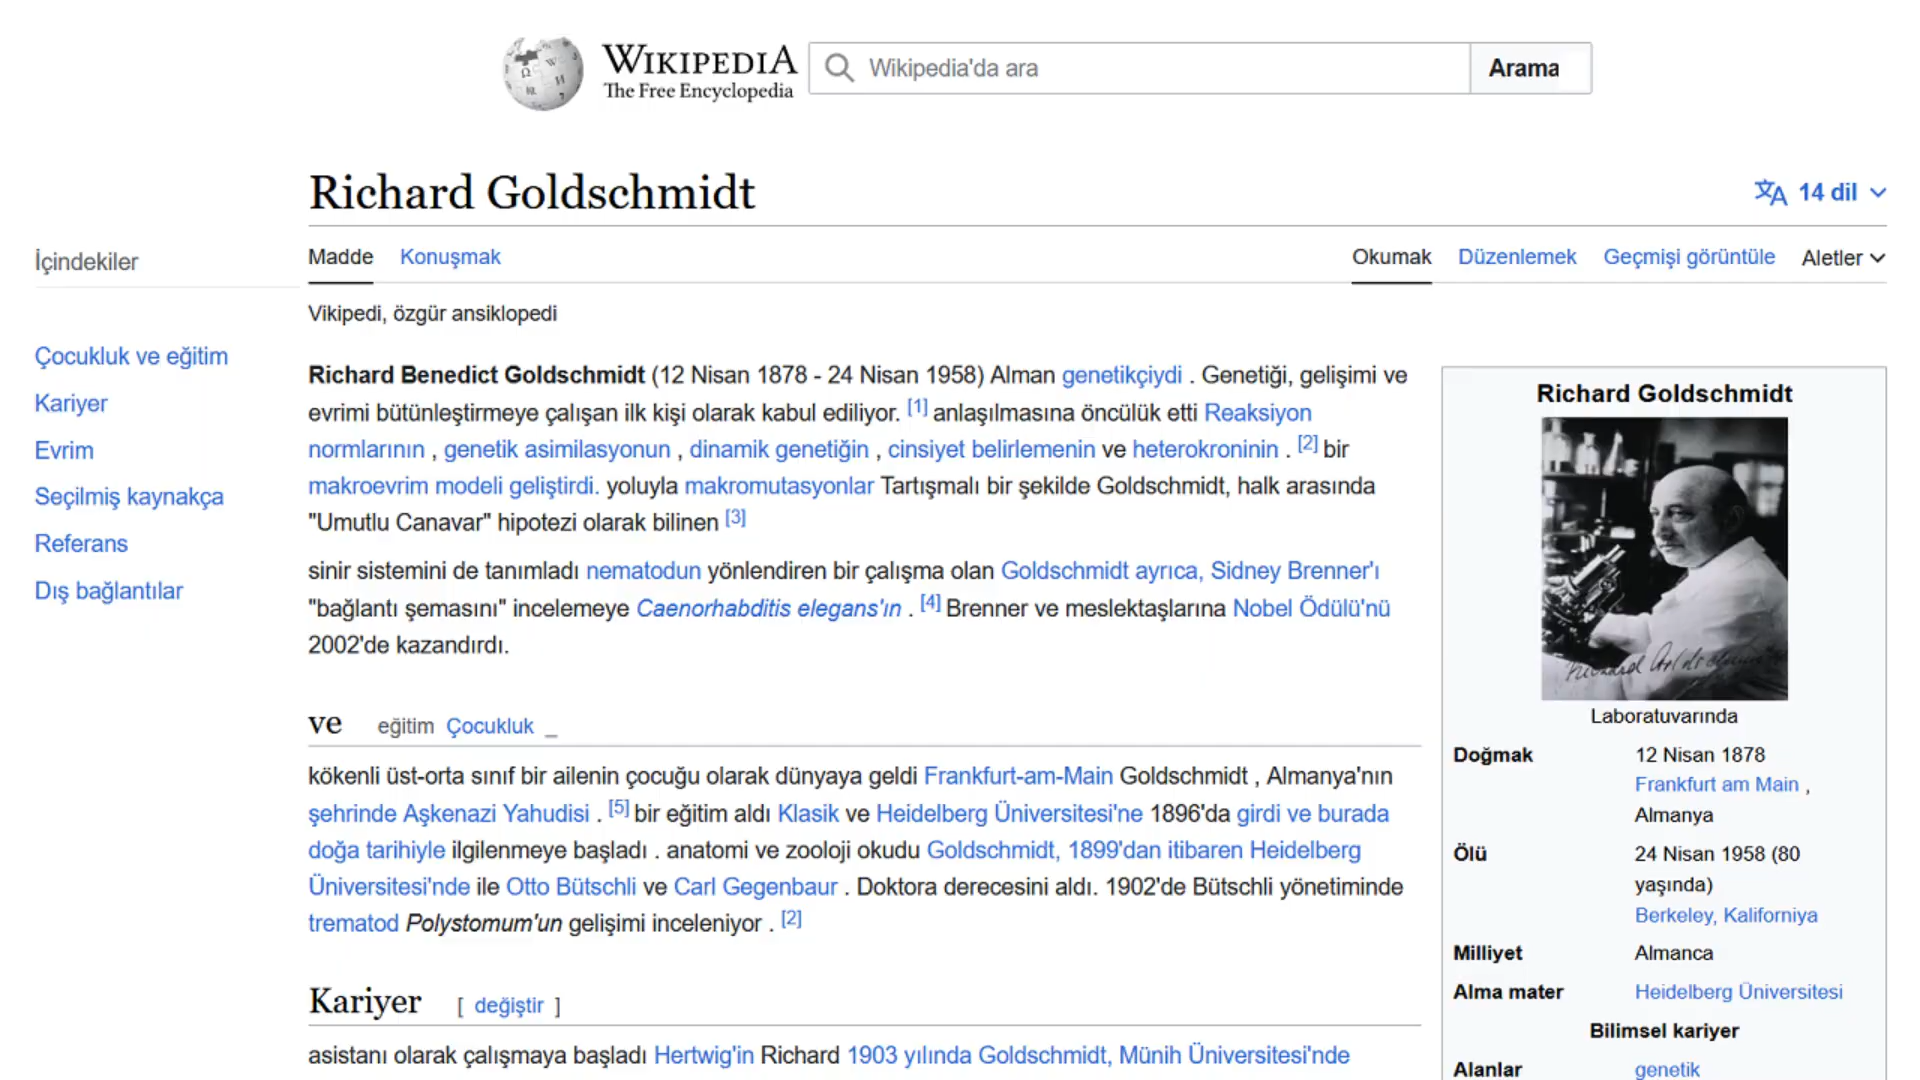 WIKIPEDIA
The Free Encyclopedia
Wikipedia'da ara
Arama
Richard Goldschmidt
14 dil
İçindekiler
Çocukluk ve eğitim
Kariyer
Evrim
Seçilmiş kaynakça
Referans
Dış bağlantılar
Madde Konuşmak
Okumak Düzenlemek Geçmişi görüntüle Aletler
Vikipedi, özgür ansiklopedi
Richard Benedict Goldschmidt (12 Nisan 1878 - 24 Nisan 1958) Alman genetikçiydi . Genetiği, gelişimi ve
evrimi bütünleştirmeye çalışan ilk kişi olarak kabul ediliyor. [1] anlaşılmasına öncülük etti Reaksiyon
normlarının , genetik asimilasyonun , dinamik genetiğin , cinsiyet belirlemenin ve heterokroninin . [2] bir
makroevrim modeli geliştirdi. yoluyla makromutasyonlar Tartışmalı bir şekilde Goldschmidt, halk arasında
"Umutlu Canavar" hipotezi olarak bilinen [3]
sinir sistemini de tanımladı nematodun yönlendiren bir çalışma olan Goldschmidt ayrıca, Sidney Brenner'ı
"bağlantı şemasını" incelemeye Caenorhabditis elegans'ın . [4] Brenner ve meslektaşlarına Nobel Ödülü'nü
2002'de kazandırdı.
ve eğitim Çocukluk _
kökenli üst-orta sınıf bir ailenin çocuğu olarak dünyaya geldi Frankfurt-am-Main Goldschmidt , Almanya'nın
şehrinde Aşkenazi Yahudisi . [5] bir eğitim aldı Klasik ve Heidelberg Üniversitesi'ne 1896'da girdi ve burada
doğa tarihiyle ilgilenmeye başladı . anatomi ve zooloji okudu Goldschmidt, 1899'dan itibaren Heidelberg
Üniversitesi'nde ile Otto Bütschli ve Carl Gegenbaur . Doktora derecesini aldı. 1902'de Bütschli yönetiminde
trematod Polystomum'un gelişimi inceleniyor . [2]
Kariyer [ değiştir ]
asistanı olarak çalışmaya başladı Hertwig'in Richard 1903 yılında Goldschmidt, Münih Üniversitesi'nde
Richard Goldschmidt
Laboratuvarında
Doğmak 12 Nisan 1878
Frankfurt am Main ,
Almanya
Ölü 24 Nisan 1958 (80
yaşında)
Berkeley, Kaliforniya
Milliyet Almanca
Alma mater Heidelberg Üniversitesi
Bilimsel kariyer
Alanlar genetik